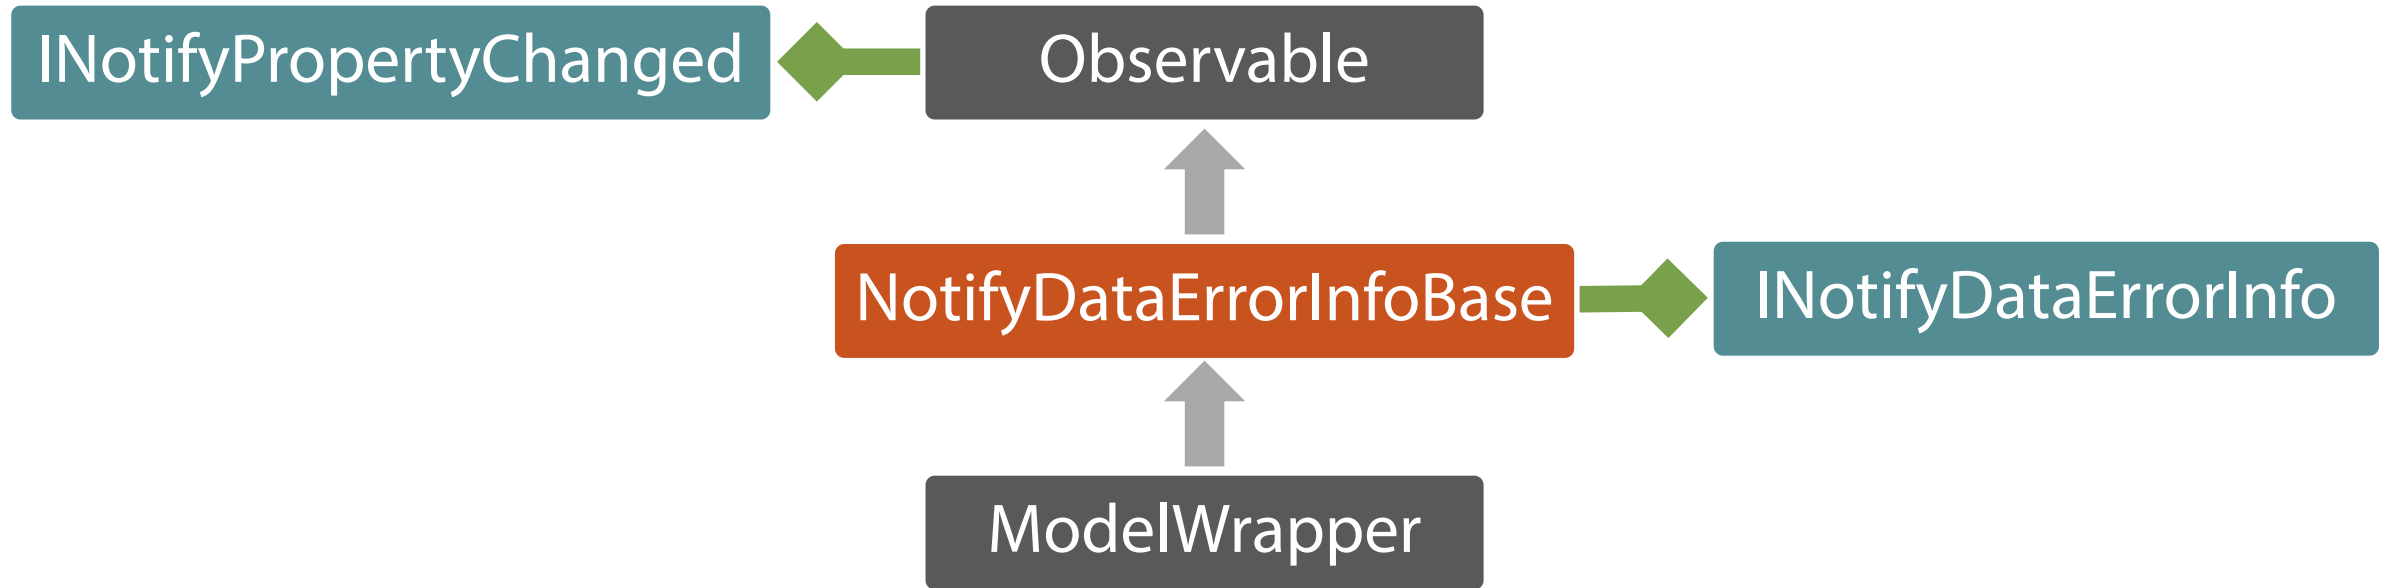 INotifyPropertyChanged
Observable
NotifyDataErrorInfoBase
INotifyDataErrorInfo
ModelWrapper